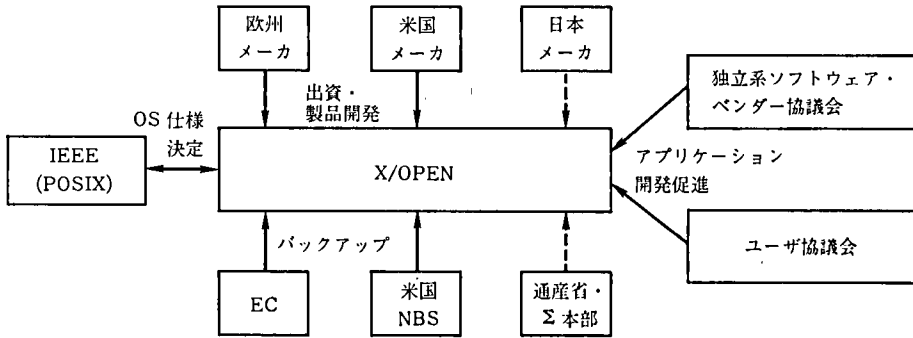 欧州
メーカ
米国
メーカ
日本
メーカ
出資・
製品開発
独立系ソフトウェア・
ベンダー協議会
OS 仕様
決定
IEEE
(POSIX)
X/OPEN
アプリケーション
開発促進
バックアップ
ユーザ協議会
EC
米国
NBS
通産省・
Σ本部